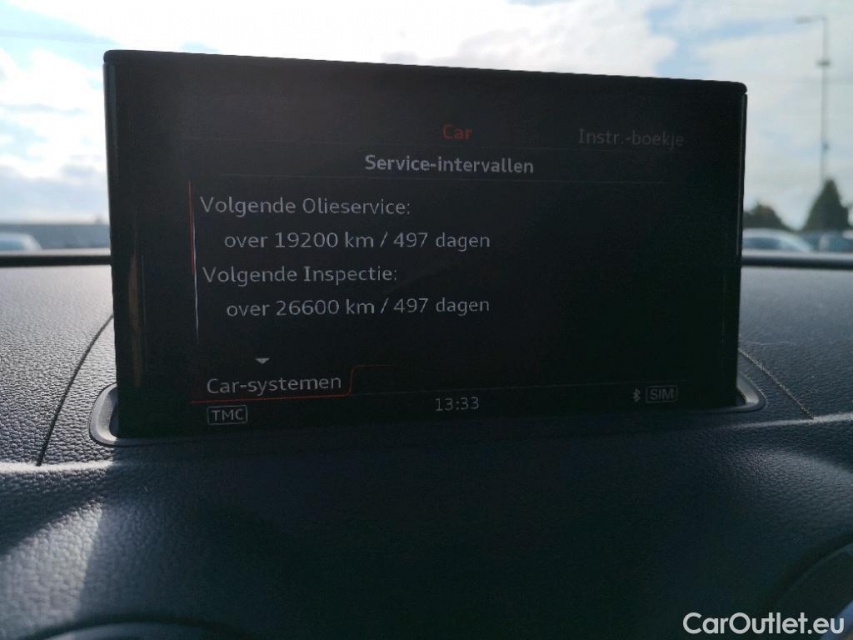 Car
Instr.-boekje
Service-intervallen
Volgende Olieservice:
over 19200 km / 497 dagen
Volgende Inspectie:
over 26600 km / 497 dagen
Car-systemen
TMC
13:33
SIM
CarOutlet.eu